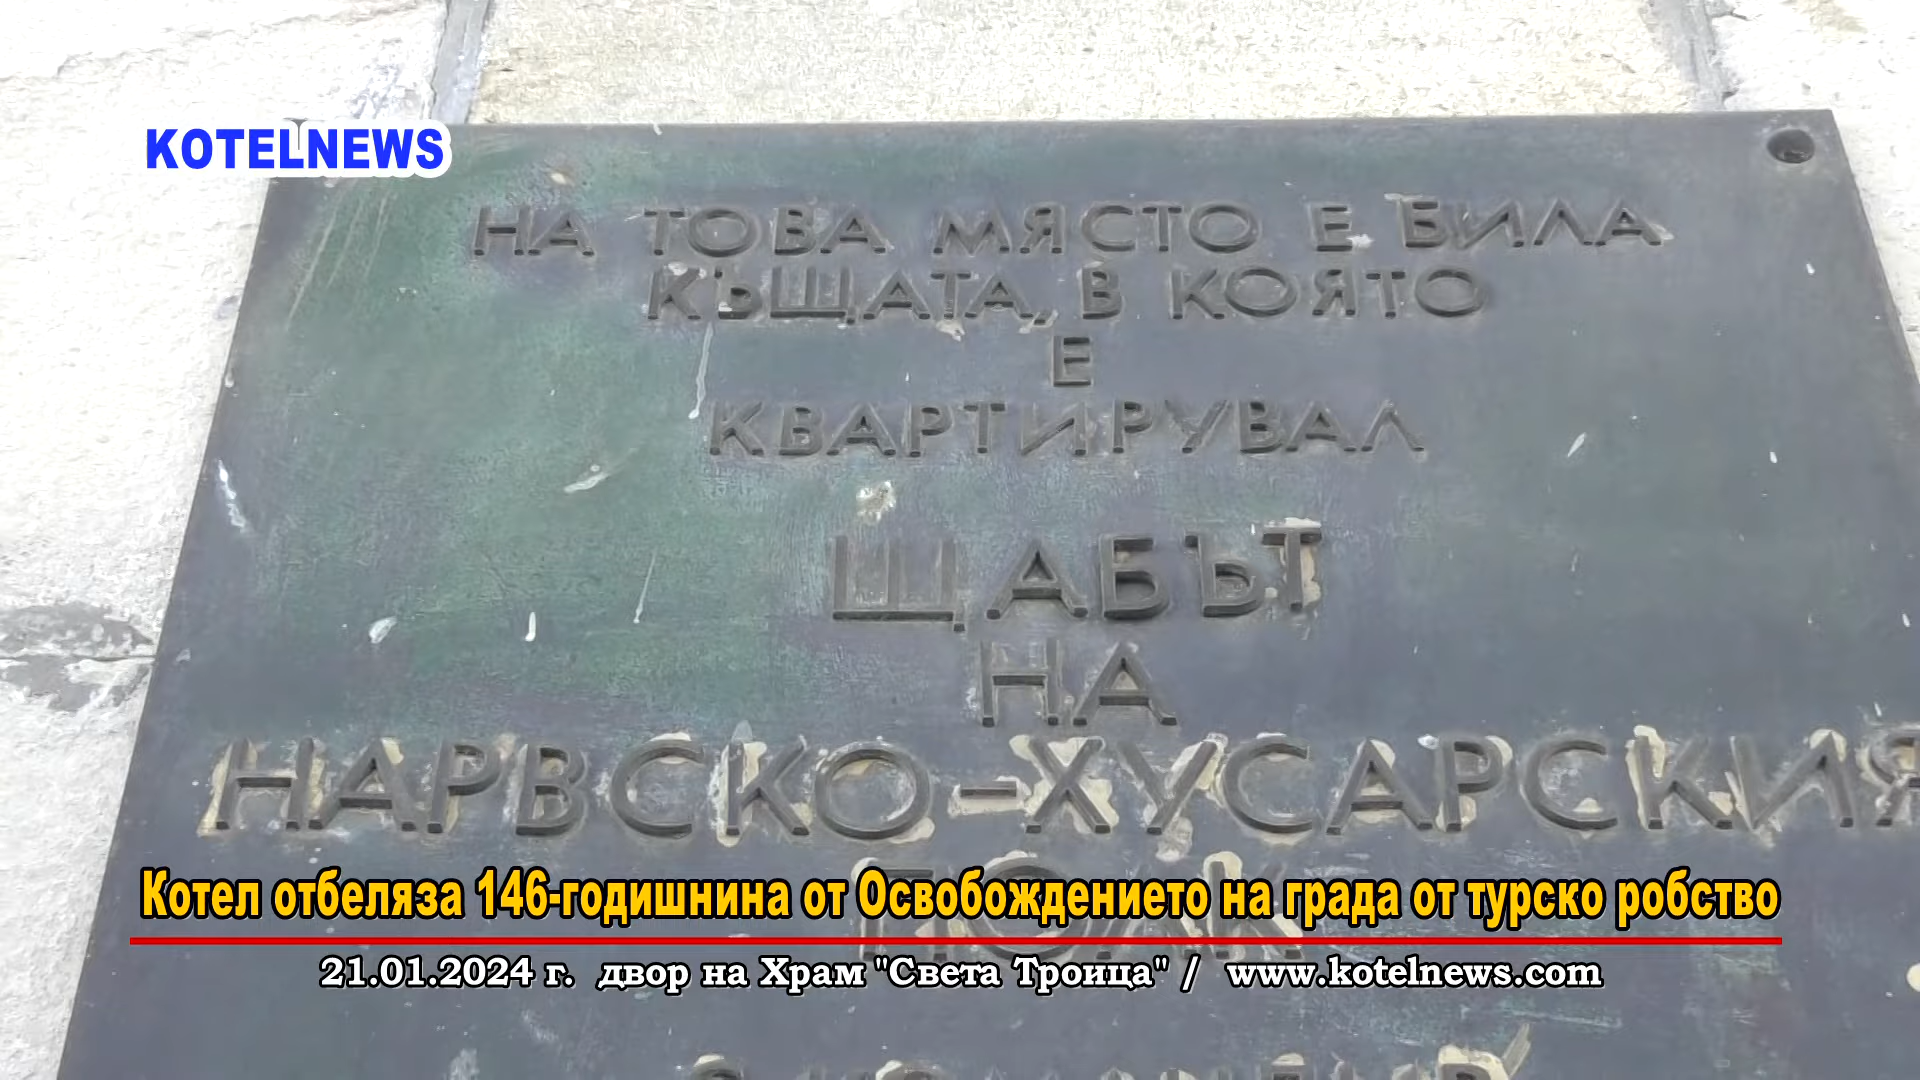 KOTELNEWS
НА ТОВА МЯСТО Е БИЛА
КЪЩАТА, В КОЯТО
Е
КВАРТИРУВАЛ
ЩАБЪТ
НА
НАРВСКО-ХУСАРСКИЯ
ПОЛК
Котел отбеляза 146-годишнина от Освобождението на града от турско робство
21.01.2024 г. двор на Храм "Света Троица" / www.kotelnews.com